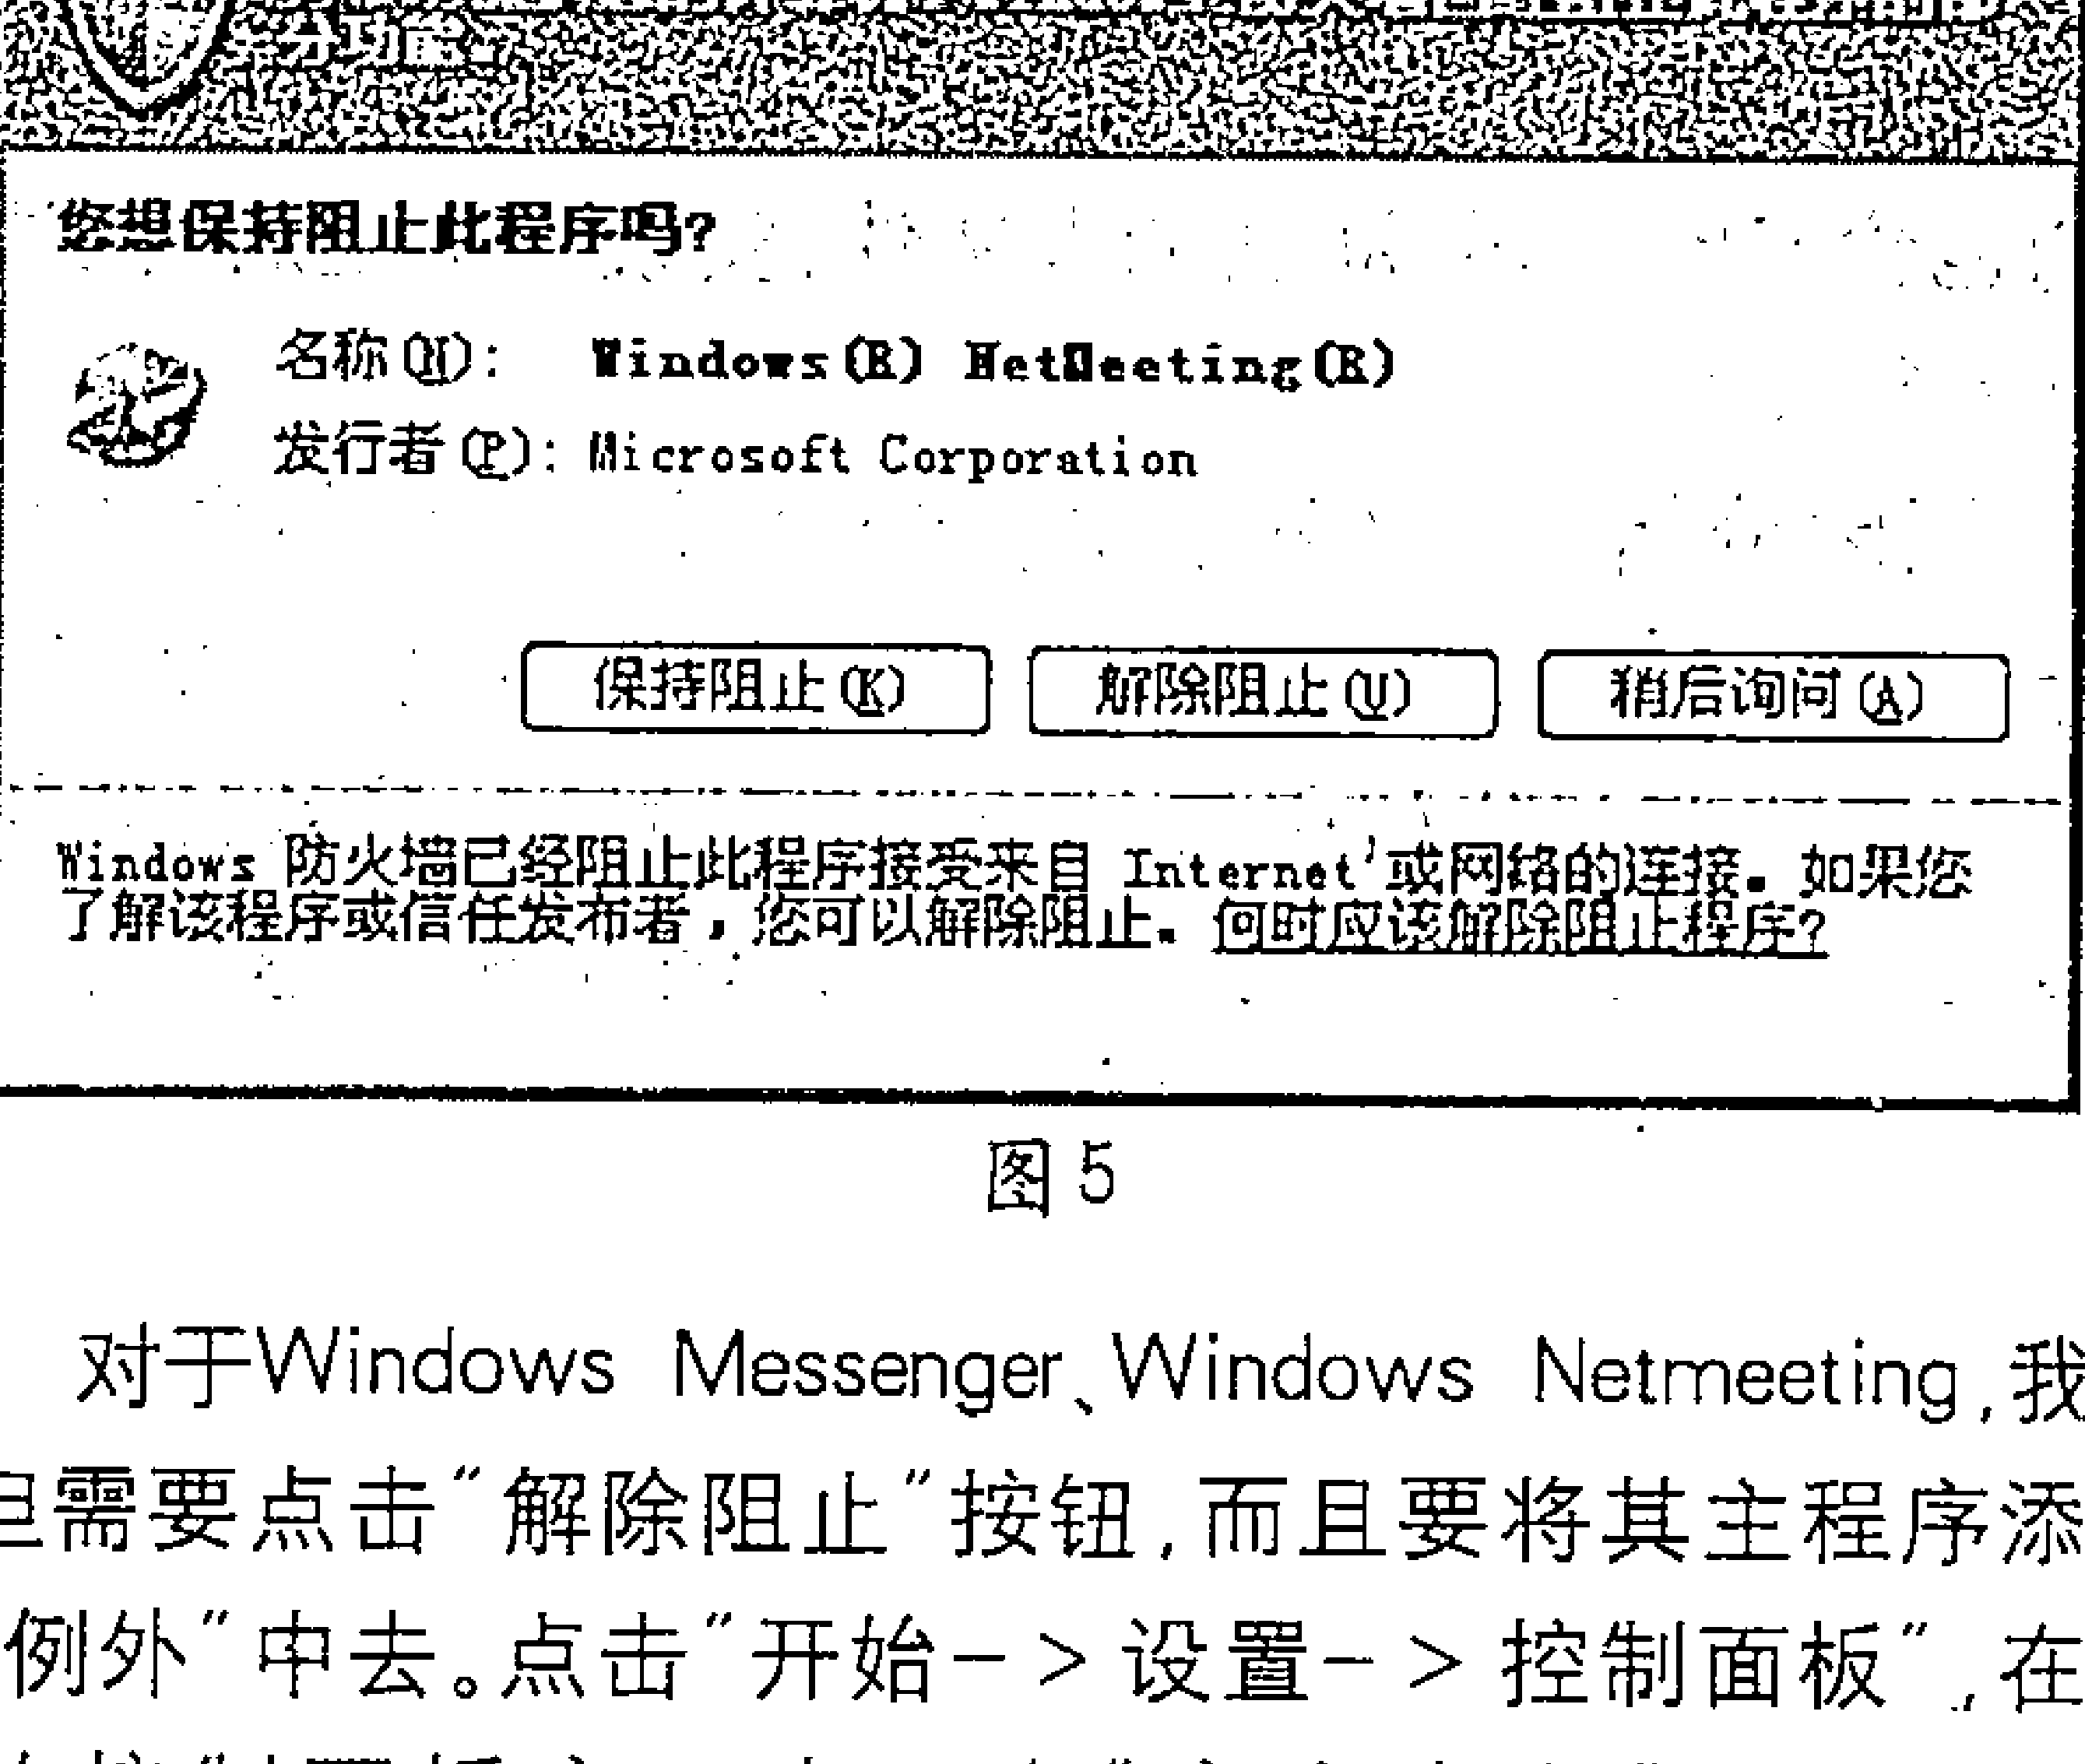 分功能
您想保持阻止此程序吗?
名称(N): Windows(R) NetMeeting(R)
发行者(P): Microsoft Corporation
保持阻止(K) 解除阻止(U) 稍后询问(A)
Windows 防火墙已经阻止此程序接受来自 Internet 或网络的连接。如果您
了解该程序或信任发布者，您可以解除阻止。何时应该解除阻止程序?
图 5
对于Windows Messenger、Windows Netmeeting,我
但需要点击"解除阻止"按钮,而且要将其主程序添
例外"中去。点击"开始->设置->控制面板",在